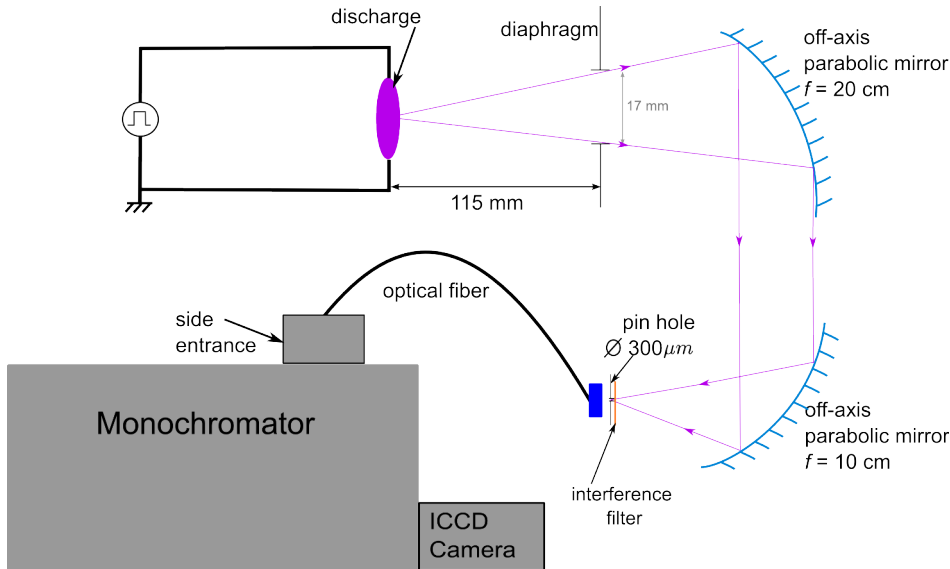 discharge
diaphragm
off-axis
parabolic mirror
f = 20 cm
17 mm
115 mm
optical fiber
side
entrance
pin hole
Ø 300μm
Monochromator
off-axis
parabolic mirror
f = 10 cm
interference
filter
ICCD
Camera